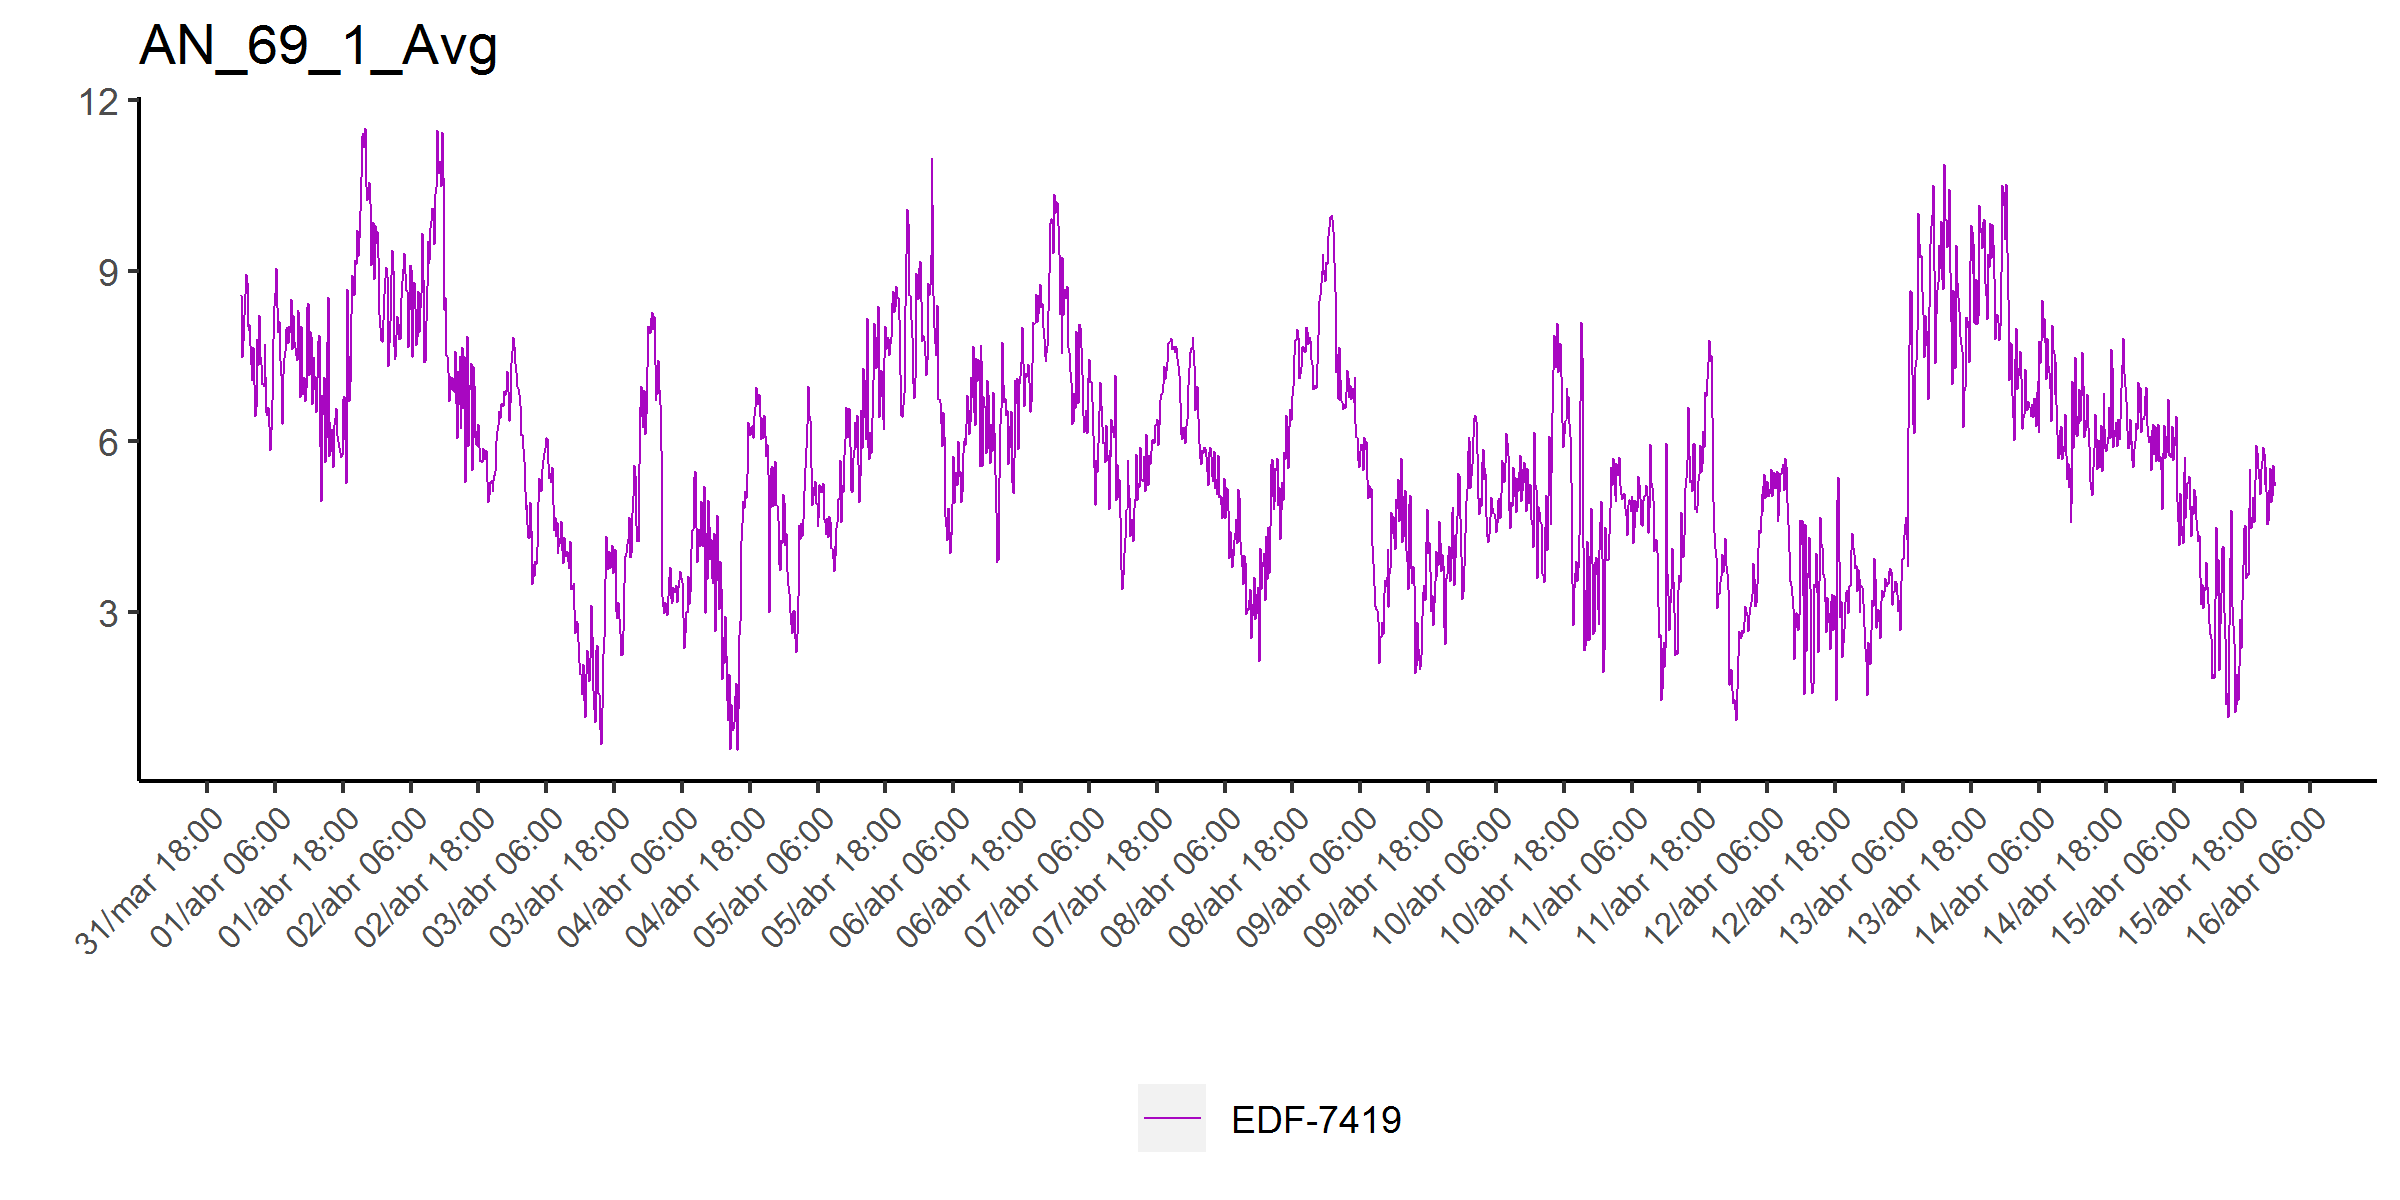 AN_69_1_Avg
12
9
6
3
31/mar 18:00
01/abr 06:00
01/abr 18:00
02/abr 06:00
02/abr 18:00
03/abr 06:00
03/abr 18:00
04/abr 06:00
04/abr 18:00
05/abr 06:00
05/abr 18:00
06/abr 06:00
06/abr 18:00
07/abr 06:00
07/abr 18:00
08/abr 06:00
08/abr 18:00
09/abr 06:00
09/abr 18:00
10/abr 06:00
10/abr 18:00
11/abr 06:00
11/abr 18:00
12/abr 06:00
12/abr 18:00
13/abr 06:00
13/abr 18:00
14/abr 06:00
14/abr 18:00
15/abr 06:00
15/abr 18:00
16/abr 06:00
EDF-7419